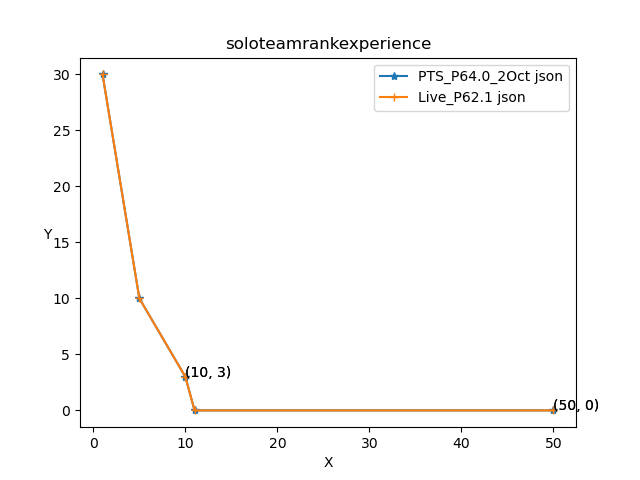 soloteamrankexperience
PTS_P64.0_2Oct json
Live_P62.1 json
30
25
20
15
10
5
0
Y
(10, 3)
(50, 0)
0 10 20 30 40 50
X